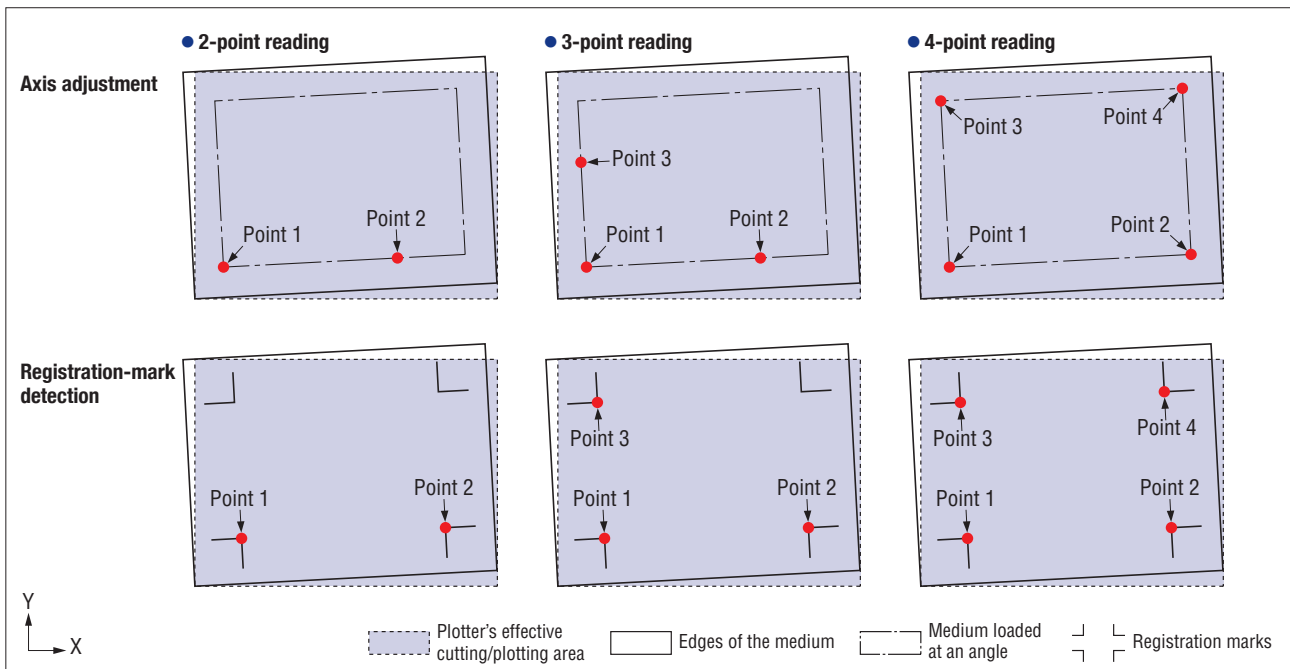 ● 2-point reading
● 3-point reading
● 4-point reading
Axis adjustment
Point 1
Point 2
Point 3
Point 1
Point 2
Point 3
Point 4
Point 1
Point 2
Registration-mark
detection
Point 1
Point 2
Point 3
Point 1
Point 2
Point 3
Point 4
Point 1
Point 2
Y
X
Plotter's effective
cutting/plotting area
Edges of the medium
Medium loaded
at an angle
Registration marks